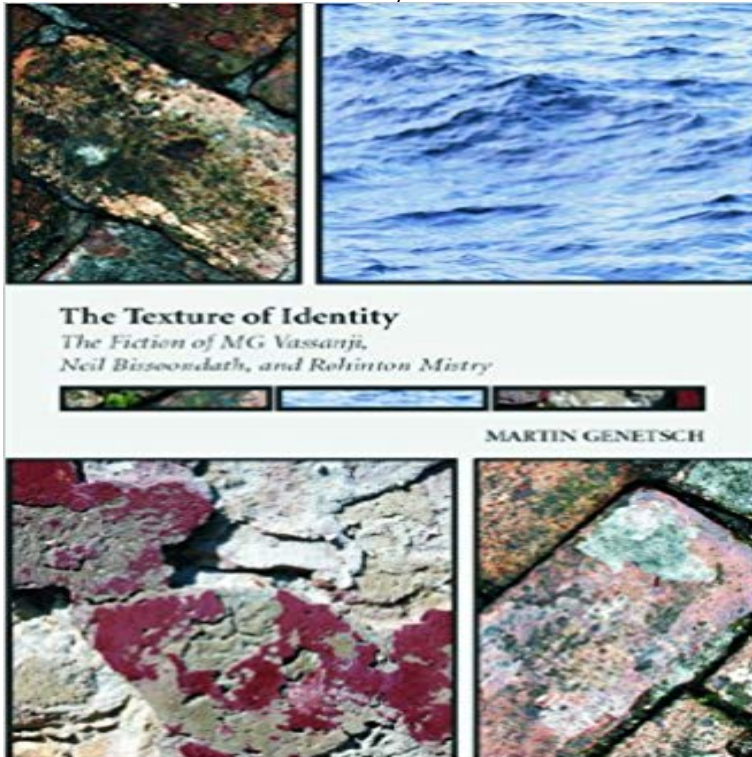 The Texture of Identity
The Fiction of MG Vassanji,
Neil Bissoondath, and Rohinton Mistry
MARTIN GENETSCH